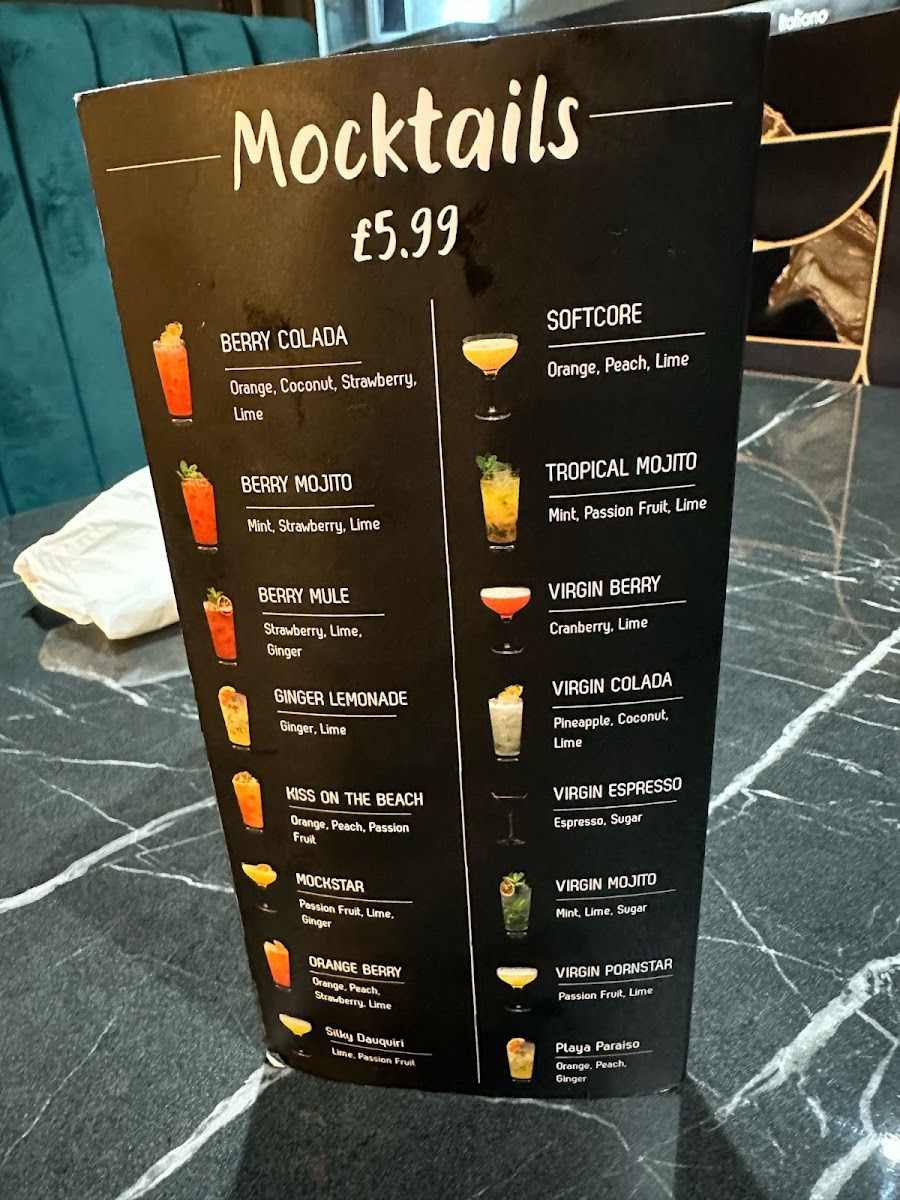 Italiano
Mocktails
£5.99
BERRY COLADA
Orange, Coconut, Strawberry,
Lime
BERRY MOJITO
Mint, Strawberry, Lime
BERRY MULE
Strawberry, Lime,
Ginger
GINGER LEMONADE
Ginger, Lime
KISS ON THE BEACH
Orange, Peach, Passion
Fruit
MOCKSTAR
Passion Fruit, Lime,
Ginger
ORANGE BERRY
Orange, Peach,
Strawberry, Lime
Silky Dauquiri
Lime, Passion Fruit
SOFTCORE
Orange, Peach, Lime
TROPICAL MOJITO
Mint, Passion Fruit, Lime
VIRGIN BERRY
Cranberry, Lime
VIRGIN COLADA
Pineapple, Coconut,
Lime
VIRGIN ESPRESSO
Espresso, Sugar
VIRGIN MOJITO
Mint, Lime, Sugar
VIRGIN PORNSTAR
Passion Fruit, Lime
Playa Paraiso
Orange, Peach,
Ginger